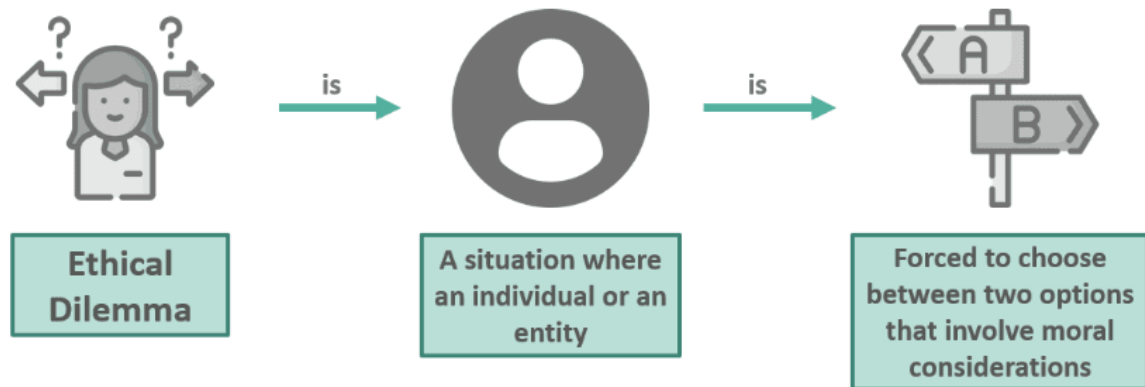 ? ?
is
is
A
B
Ethical
Dilemma
A situation where
an individual or an
entity
Forced to choose
between two options
that involve moral
considerations